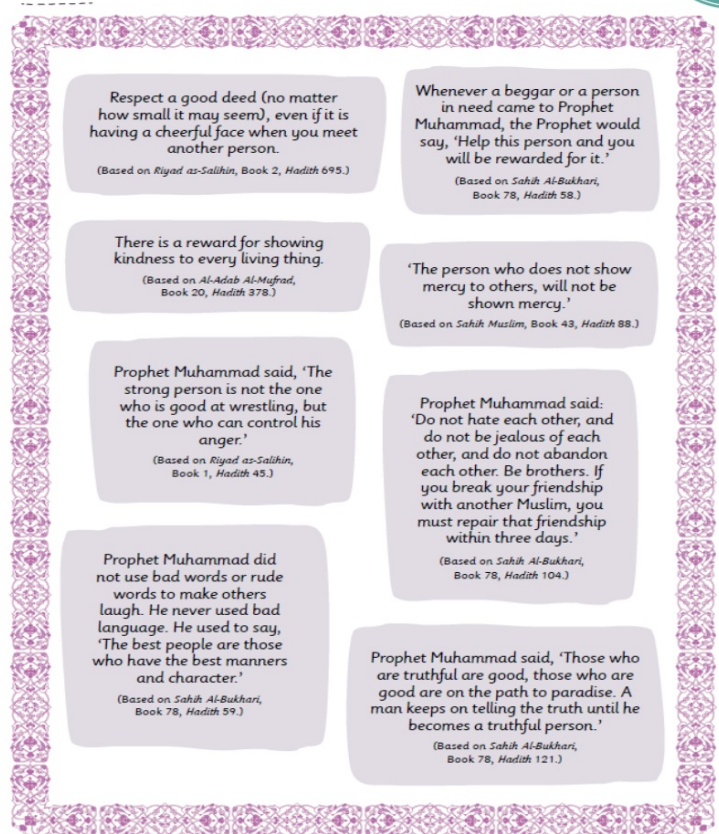 Respect a good deed (no matter
how small it may seem), even if it is
having a cheerful face when you meet
another person.
(Based on Riyad as-Salihin, Book 2, Hadith 695.)
Whenever a beggar or a person
in need came to Prophet
Muhammad, the Prophet would
say, ‘Help this person and you
will be rewarded for it.’
(Based on Sahih Al-Bukhari,
Book 78, Hadith 58.)
There is a reward for showing
kindness to every living thing.
(Based on Al-Adab Al-Mufrad,
Book 20, Hadith 378.)
‘The person who does not show
mercy to others, will not be
shown mercy.’
(Based on Sahih Muslim, Book 43, Hadith 88.)
Prophet Muhammad said, ‘The
strong person is not the one
who is good at wrestling, but
the one who can control his
anger.’
(Based on Riyad as-Salihin,
Book 1, Hadith 45.)
Prophet Muhammad said:
‘Do not hate each other, and
do not be jealous of each
other, and do not abandon
each other. Be brothers. If
you break your friendship
with another Muslim, you
must repair that friendship
within three days.’
(Based on Sahih Al-Bukhari,
Book 78, Hadith 104.)
Prophet Muhammad did
not use bad words or rude
words to make others
laugh. He never used bad
language. He used to say,
‘The best people are those
who have the best manners
and character.’
(Based on Sahih Al-Bukhari,
Book 78, Hadith 59.)
Prophet Muhammad said, ‘Those who
are truthful are good, those who are
good are on the path to paradise. A
man keeps on telling the truth until he
becomes a truthful person.’
(Based on Sahih Al-Bukhari,
Book 78, Hadith 121.)